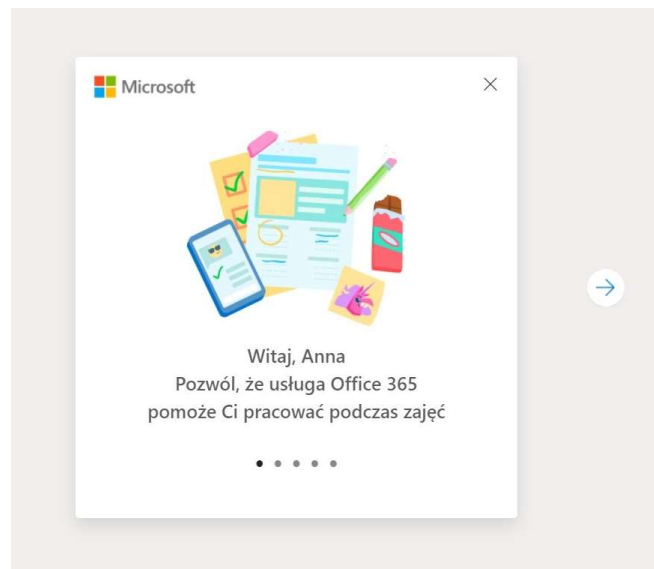 Microsoft
Witaj, Anna
Pozwól, że usługa Office 365
pomoże Ci pracować podczas zajęć